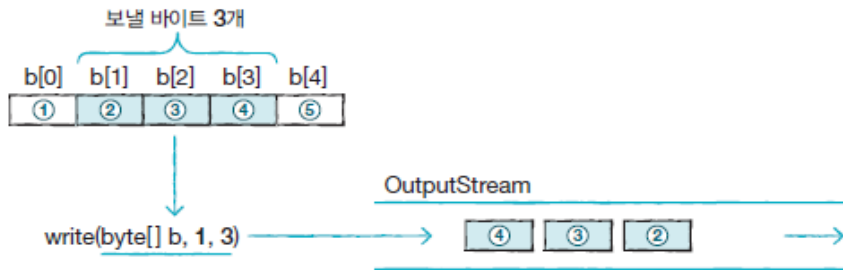 보낼 바이트 3개
b[0] b[1] b[2] b[3] b[4]
① ② ③ ④ ⑤
OutputStream
write(byte[] b, 1, 3)
④ ③ ②